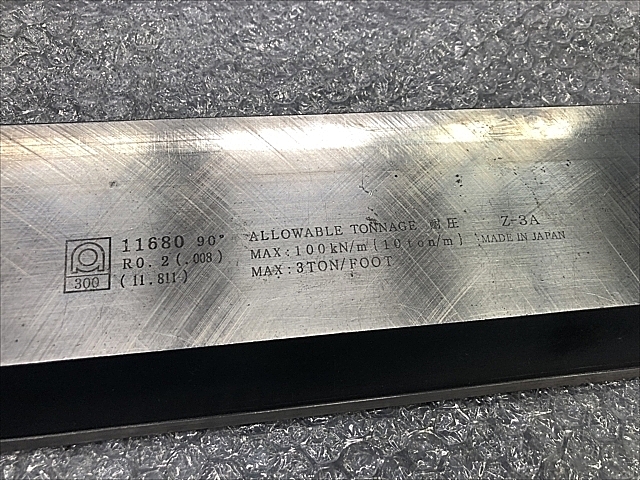 11680 90°
R0.2(.008)
(11.811)
300
ALLOWABLE TONNAGE 耐圧
MAX:100kN/m(10ton/m)
MAX:3TON/FOOT
Z-3A
MADE IN JAPAN